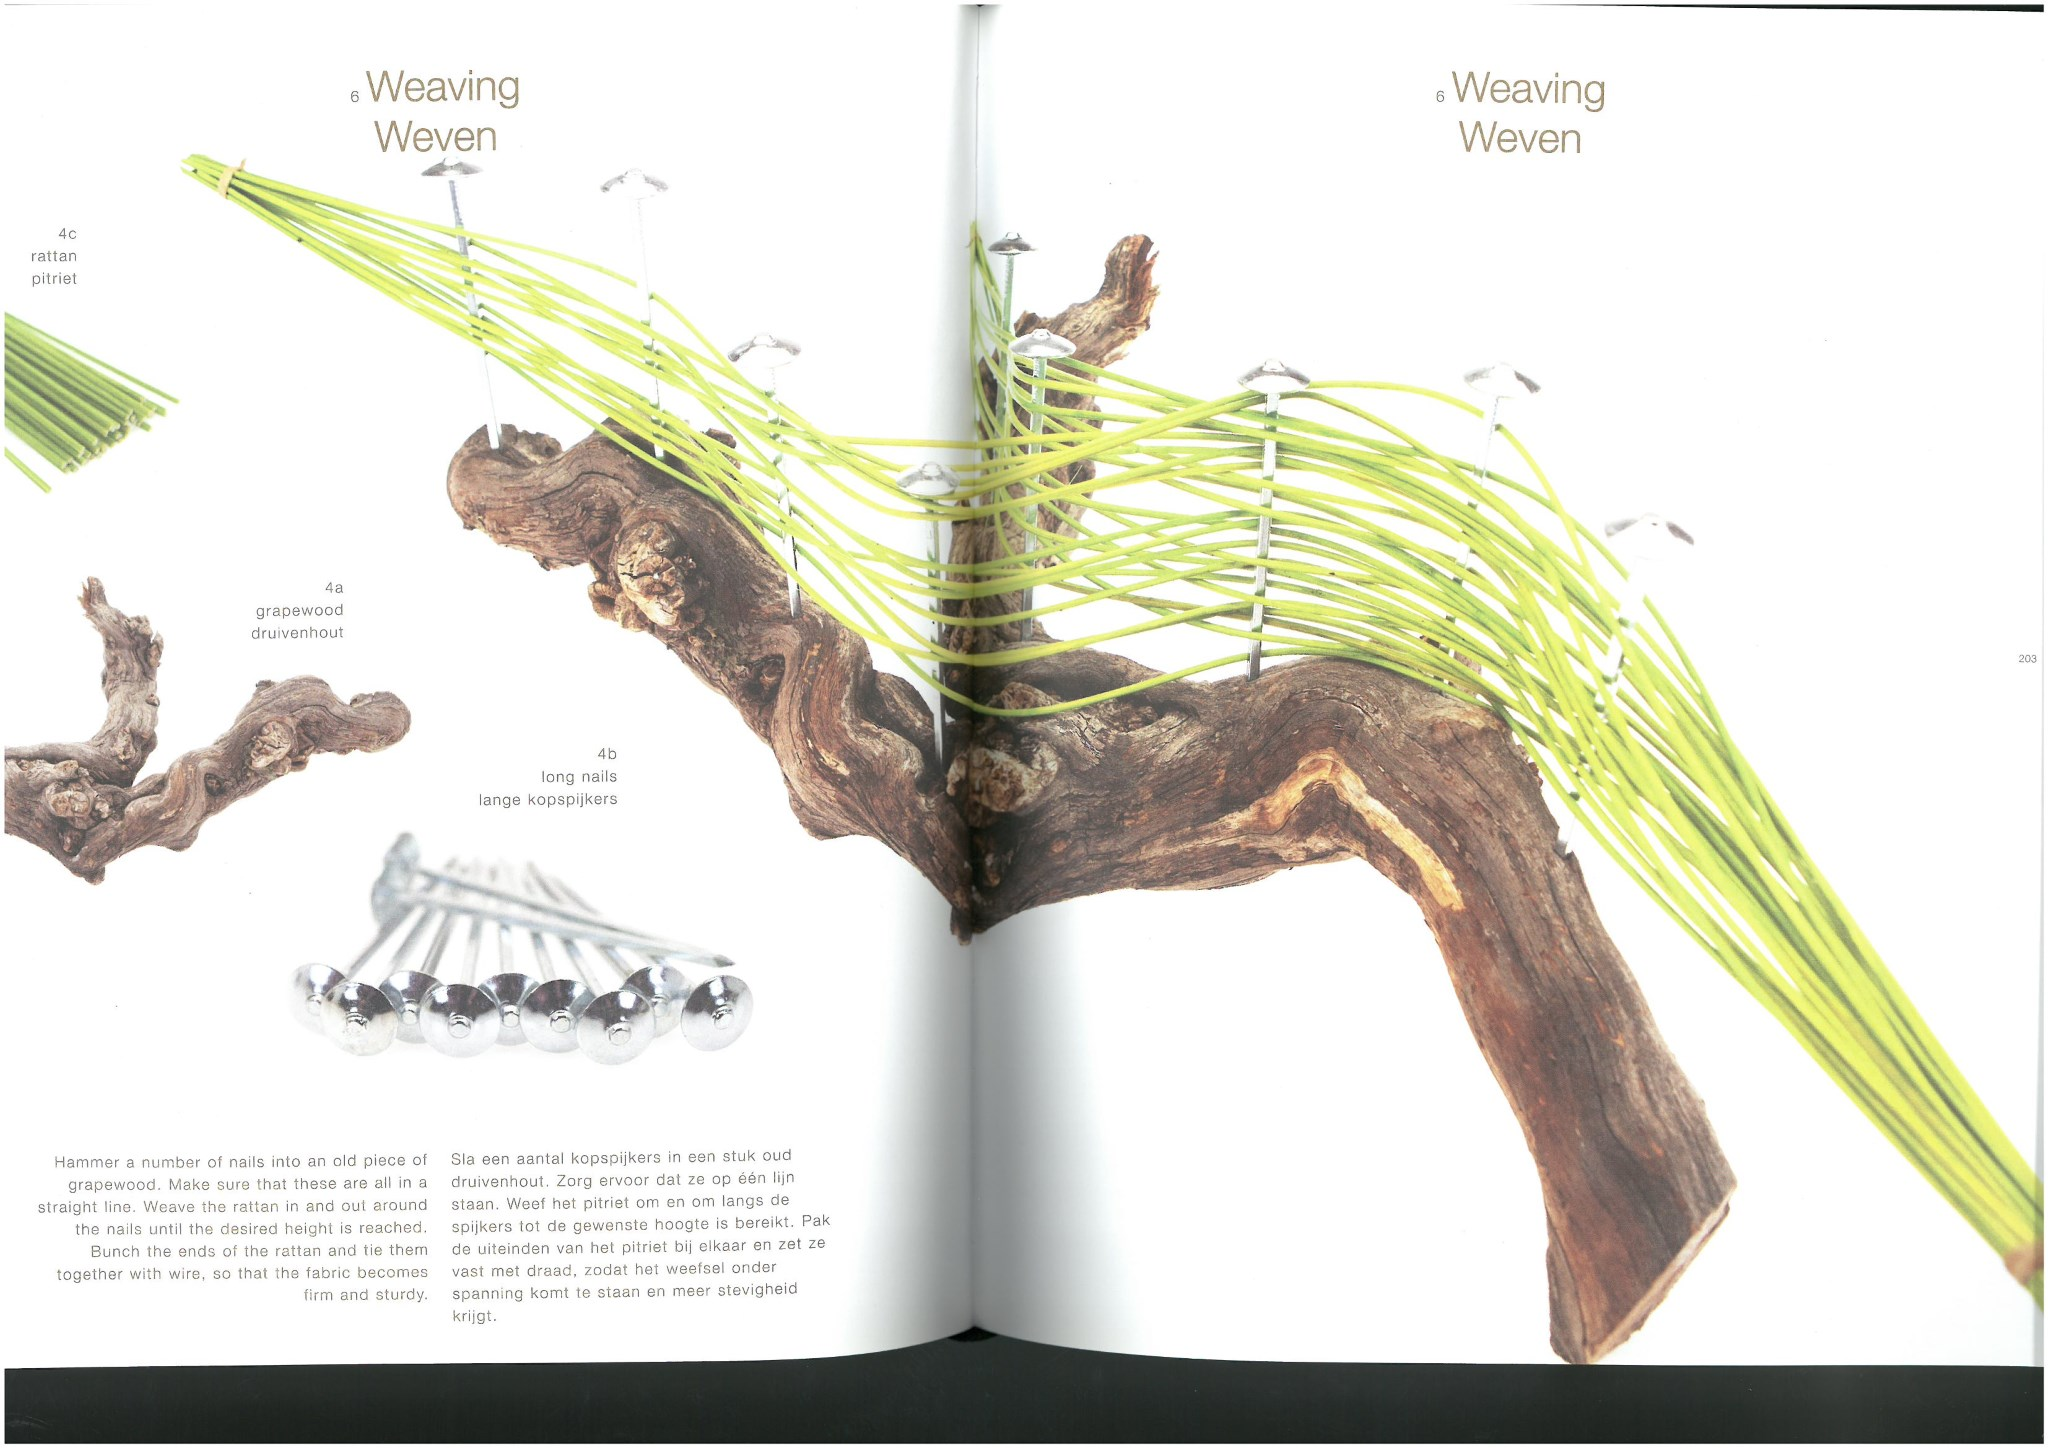 6 Weaving
Weven
4c
rattan
pitriet
4a
grapewood
druivenhout
4b
long nails
lange kopspijkers
Hammer a number of nails into an old piece of
grapewood. Make sure that these are all in a
straight line. Weave the rattan in and out around
the nails until the desired height is reached.
Bunch the ends of the rattan and tie them
together with wire, so that the fabric becomes
firm and sturdy.
Sla een aantal kopspijkers in een stuk oud
druivenhout. Zorg ervoor dat ze op één lijn
staan. Weef het pitriet om en om langs de
spijkers tot de gewenste hoogte is bereikt. Pak
de uiteinden van het pitriet bij elkaar en zet ze
vast met draad, zodat het weefsel onder
spanning komt te staan en meer stevigheid
krijgt.
6 Weaving
Weven
203